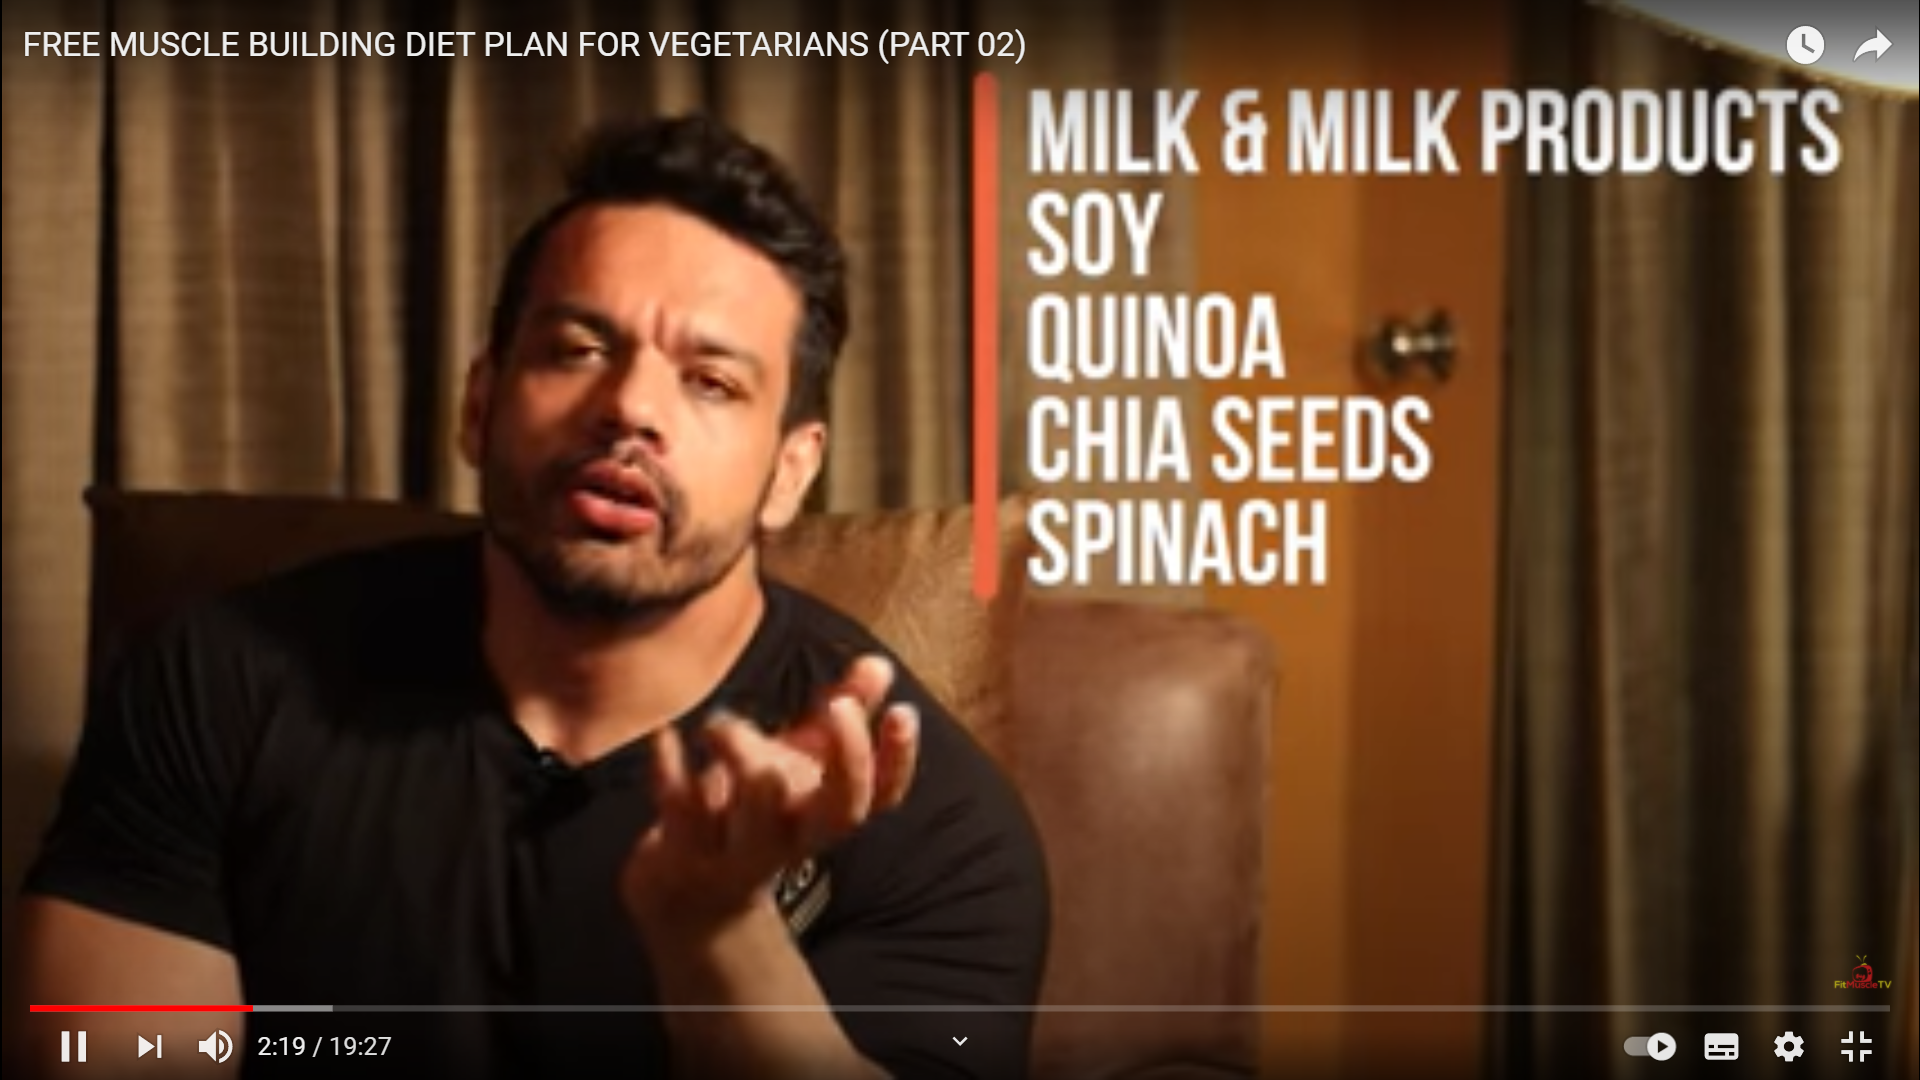 FREE MUSCLE BUILDING DIET PLAN FOR VEGETARIANS (PART 02)
MILK & MILK PRODUCTS
SOY
QUINOA
CHIA SEEDS
SPINACH
FitMuscleTV
2:19 / 19:27